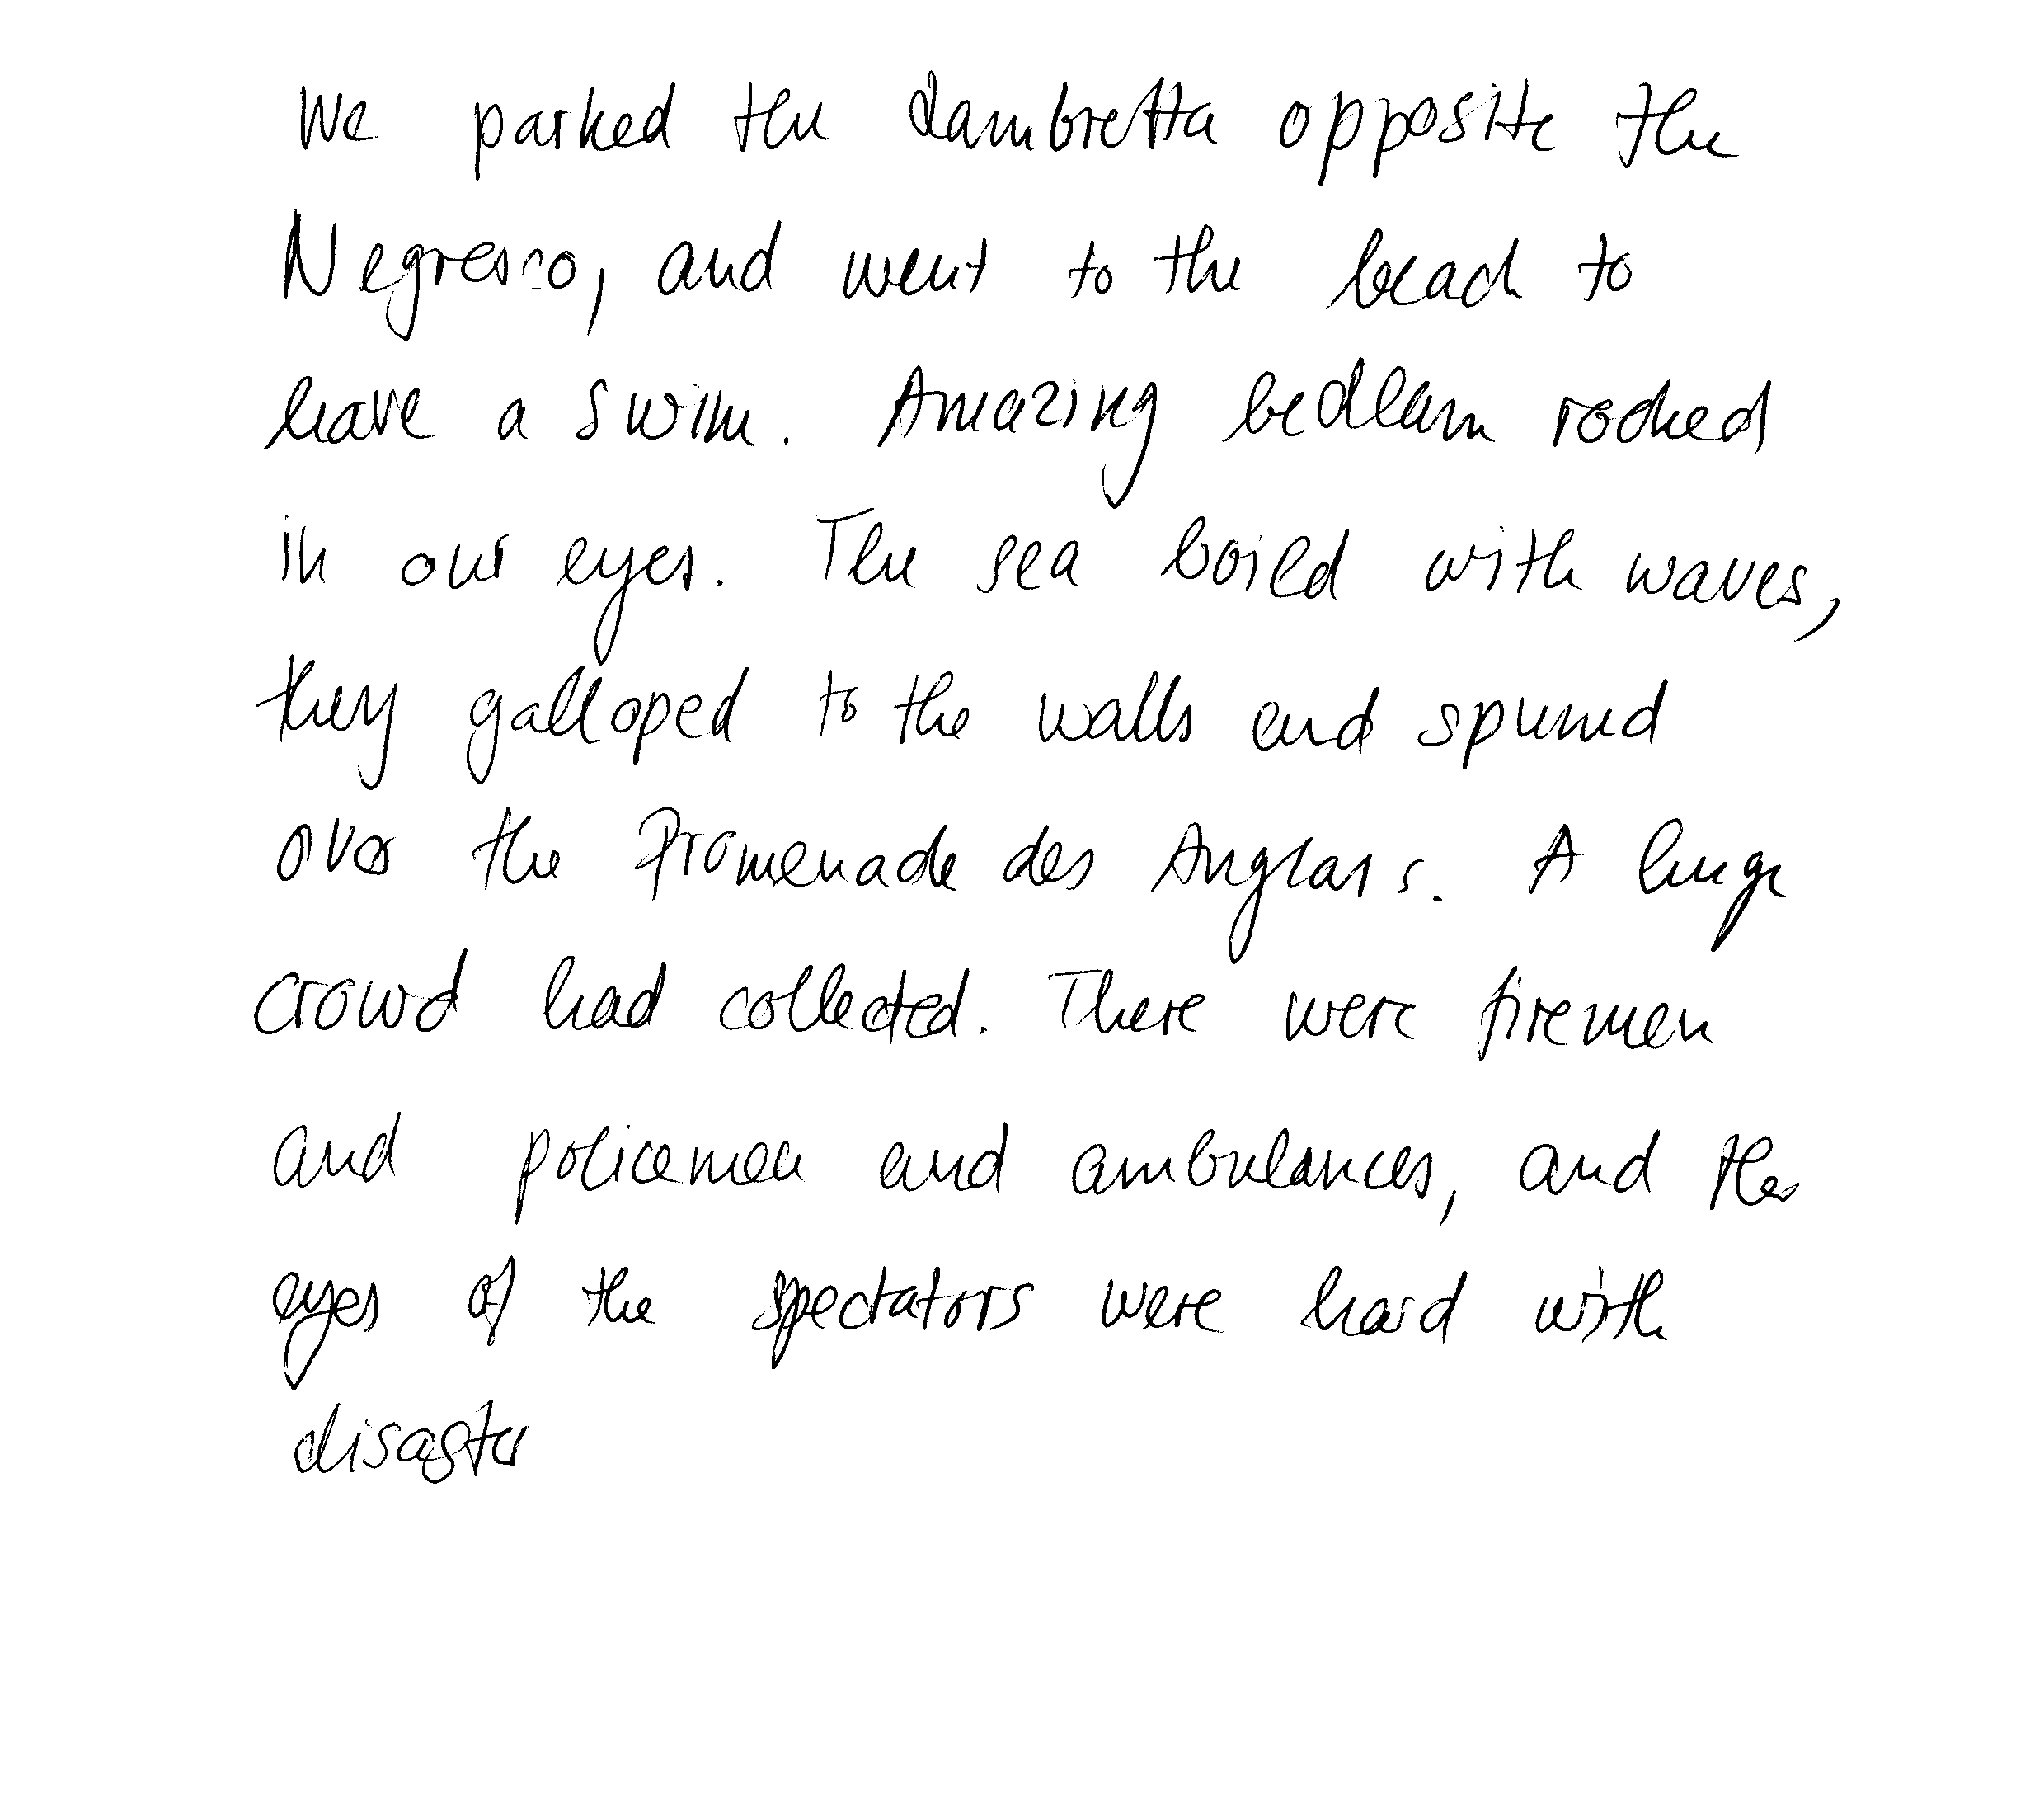 We parked the Lambretta opposite the
Negresco, and went to the beach to
have a swim. Amazing bedlam rocked
in our eyes. The sea boiled with waves,
they galloped to the walls and spumed
over the Promenade des Anglais. A huge
crowd had collected. There were firemen
and policemen and ambulances, and the
eyes of the spectators were hard with
disaster